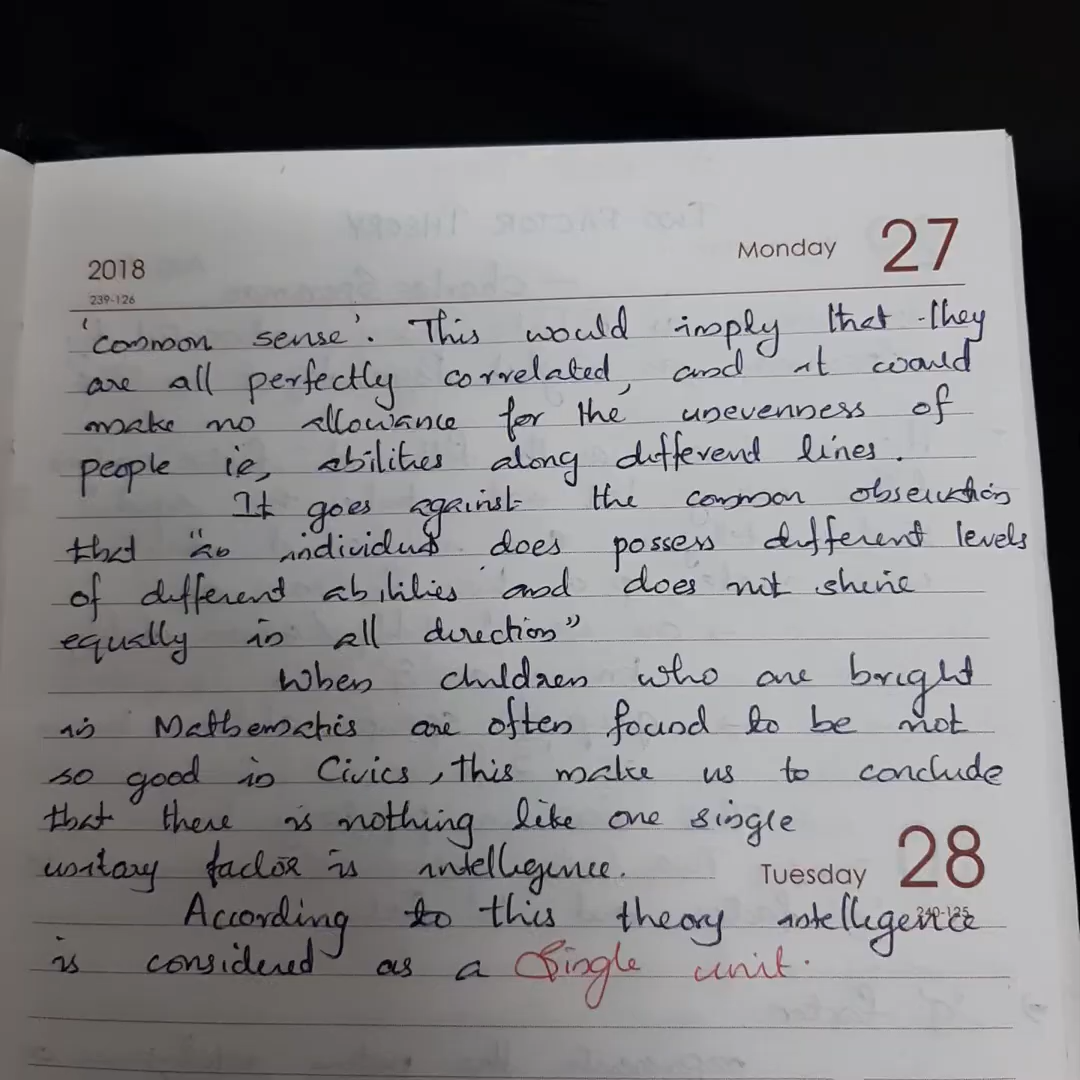 2018
Monday 27
239-126
'common sense'. This would imply that they
are all perfectly correlated, and it would
make no allowance for the unevenness of
people ie, abilities along different lines.
It goes against the common observation
that "an individual does possess different levels
of different abilities and does not shine
equally in all direction"
When children who are bright
in Mathematics are often found to be not
so good in Civics, this make us to conclude
that there is nothing like one single
unitary factor is intelligence.
Tuesday 28
240-125
According to this theory intelligence
is considered as a Single unit.